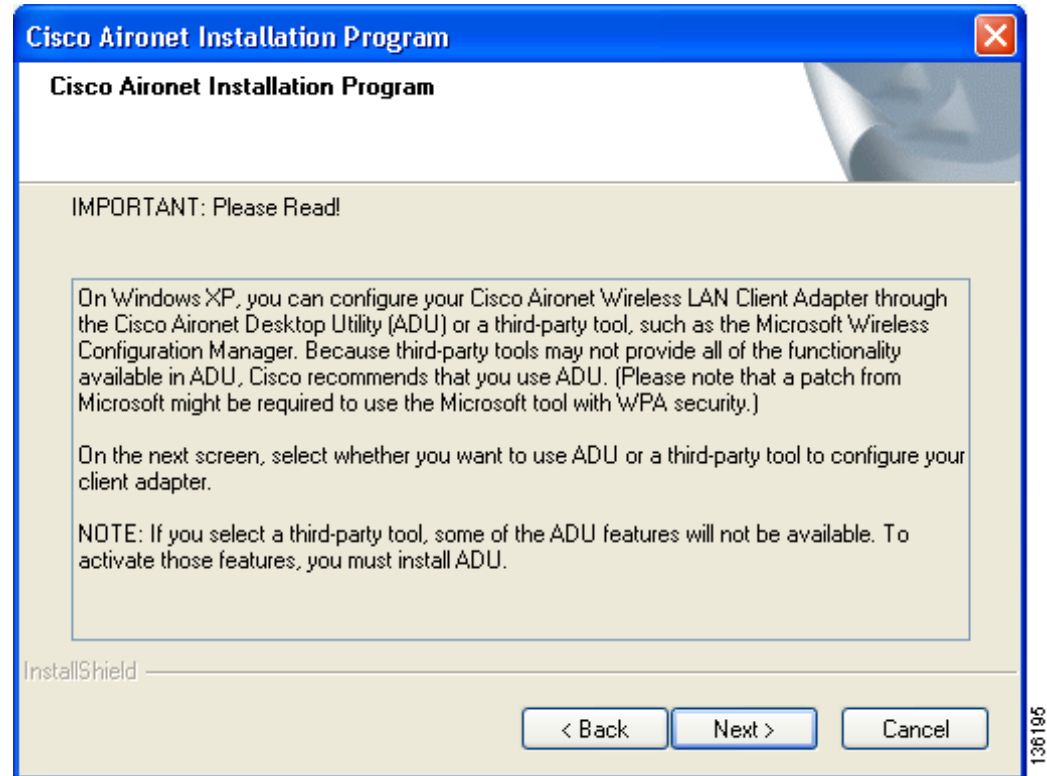 Cisco Aironet Installation Program
Cisco Aironet Installation Program
IMPORTANT: Please Read!
On Windows XP, you can configure your Cisco Aironet Wireless LAN Client Adapter through
the Cisco Aironet Desktop Utility (ADU) or a third-party tool, such as the Microsoft Wireless
Configuration Manager. Because third-party tools may not provide all of the functionality
available in ADU, Cisco recommends that you use ADU. (Please note that a patch from
Microsoft might be required to use the Microsoft tool with WPA security.)
On the next screen, select whether you want to use ADU or a third-party tool to configure your
client adapter.
NOTE: If you select a third-party tool, some of the ADU features will not be available. To
activate those features, you must install ADU.
InstallShield
< Back
Next >
Cancel
136195